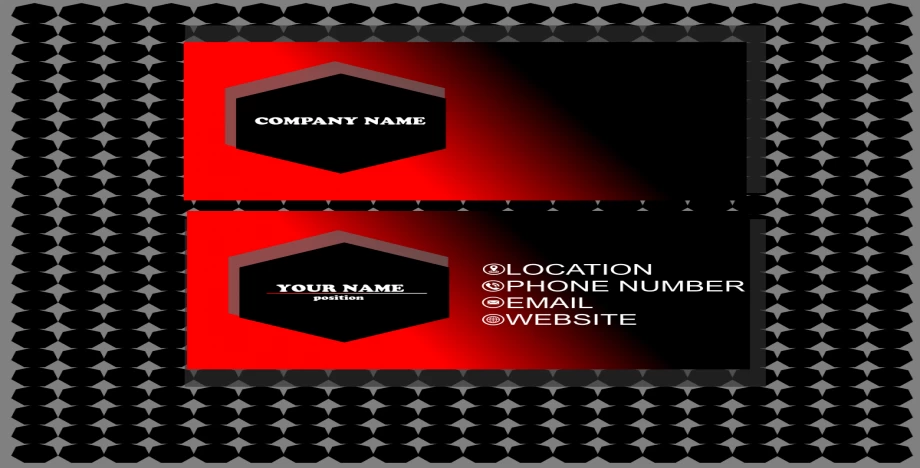 COMPANY NAME
YOUR NAME
position
LOCATION
PHONE NUMBER
EMAIL
WEBSITE